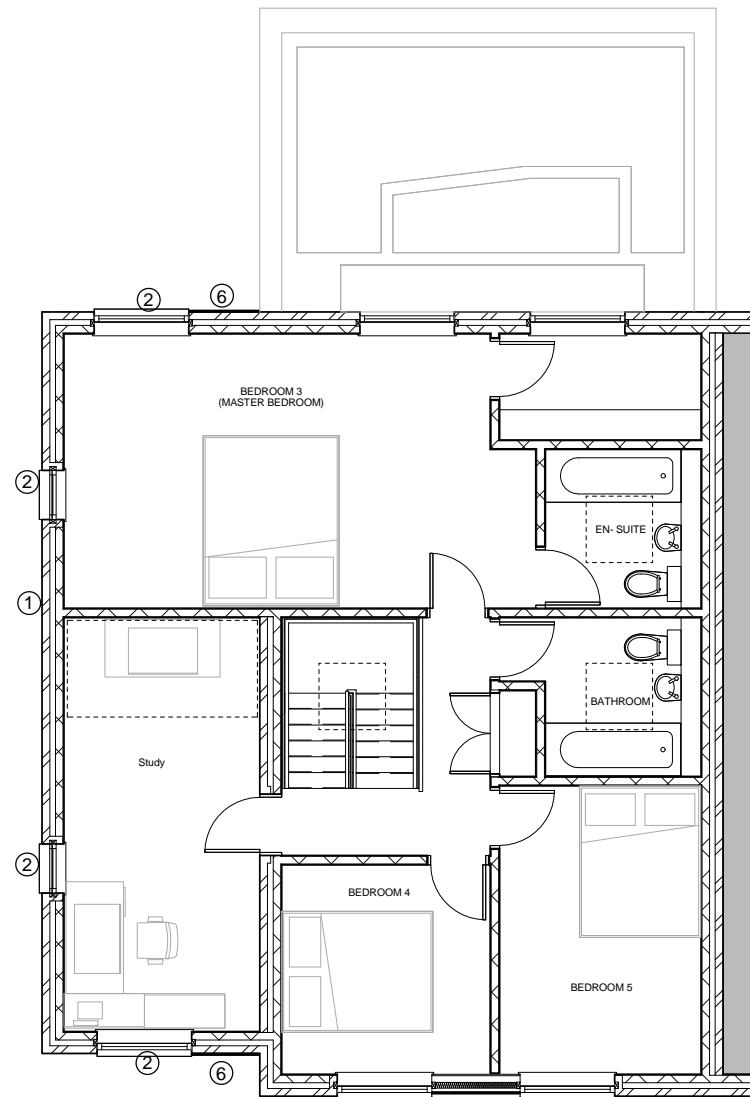 2
6
BEDROOM 3
(MASTER BEDROOM)
2
EN- SUITE
1
BATHROOM
Study
2
BEDROOM 4
BEDROOM 5
2
6